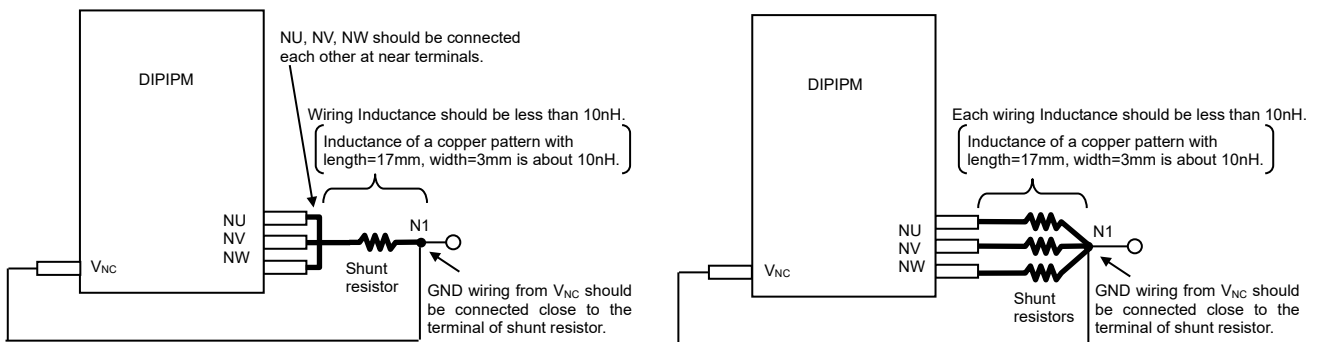 NU, NV, NW should be connected
each other at near terminals.
DIPIPM
Wiring Inductance should be less than 10nH.
Inductance of a copper pattern with
length=17mm, width=3mm is about 10nH.
NU
NV
NW
N1
VNC
Shunt
resistor
GND wiring from VNC should
be connected close to the
terminal of shunt resistor.
DIPIPM
Each wiring Inductance should be less than 10nH.
Inductance of a copper pattern with
length=17mm, width=3mm is about 10nH.
NU
NV
NW
N1
VNC
Shunt
resistors
GND wiring from VNC should
be connected close to the
terminal of shunt resistor.